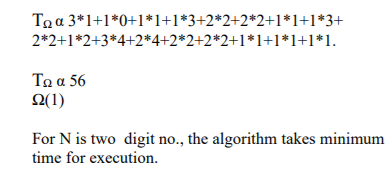 TΩ α 3*1+1*0+1*1+1*3+2*2+2*2+1*1+1*3+
2*2+1*2+3*4+2*4+2*2+2*2+1*1+1*1+1*1.
TΩ α 56
Ω(1)
For N is two digit no., the algorithm takes minimum
time for execution.